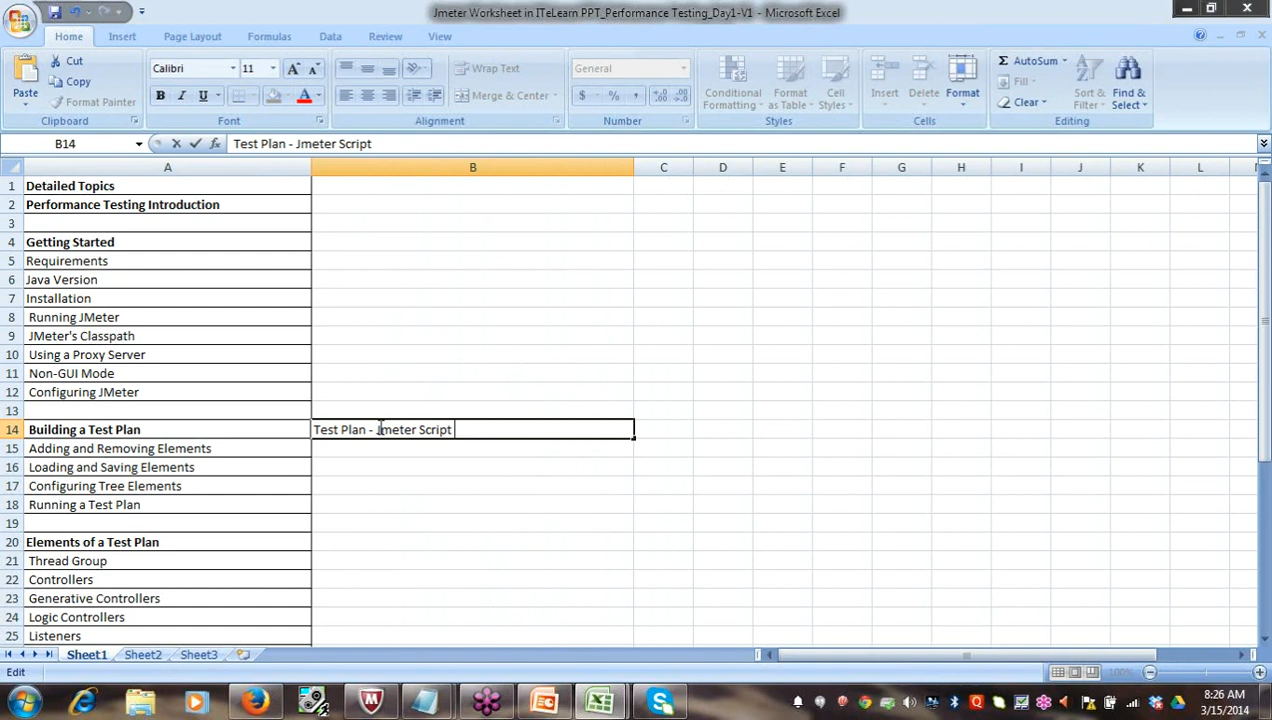 Jmeter Worksheet in ITeLearn PPT_Performance Testing_Day1-V1 - Microsoft Excel
Home Insert Page Layout Formulas Data Review View
Paste
Cut
Copy
Format Painter
Clipboard
Calibri 11
B I U
Font
Wrap Text
Merge & Center
Alignment
General
$ % ,
Number
Conditional Formatting
Format as Table
Cell Styles
Styles
Insert Delete Format
Cells
AutoSum
Fill
Clear
Sort & Filter
Find & Select
Editing
B14 fx Test Plan - Jmeter Script
A B C D E F G H I J K L
1 Detailed Topics
2 Performance Testing Introduction
3
4 Getting Started
5 Requirements
6 Java Version
7 Installation
8 Running JMeter
9 JMeter's Classpath
10 Using a Proxy Server
11 Non-GUI Mode
12 Configuring JMeter
13
14 Building a Test Plan Test Plan - Jmeter Script
15 Adding and Removing Elements
16 Loading and Saving Elements
17 Configuring Tree Elements
18 Running a Test Plan
19
20 Elements of a Test Plan
21 Thread Group
22 Controllers
23 Generative Controllers
24 Logic Controllers
25 Listeners
Sheet1 Sheet2 Sheet3
Edit 100%
8:26 AM
3/15/2014